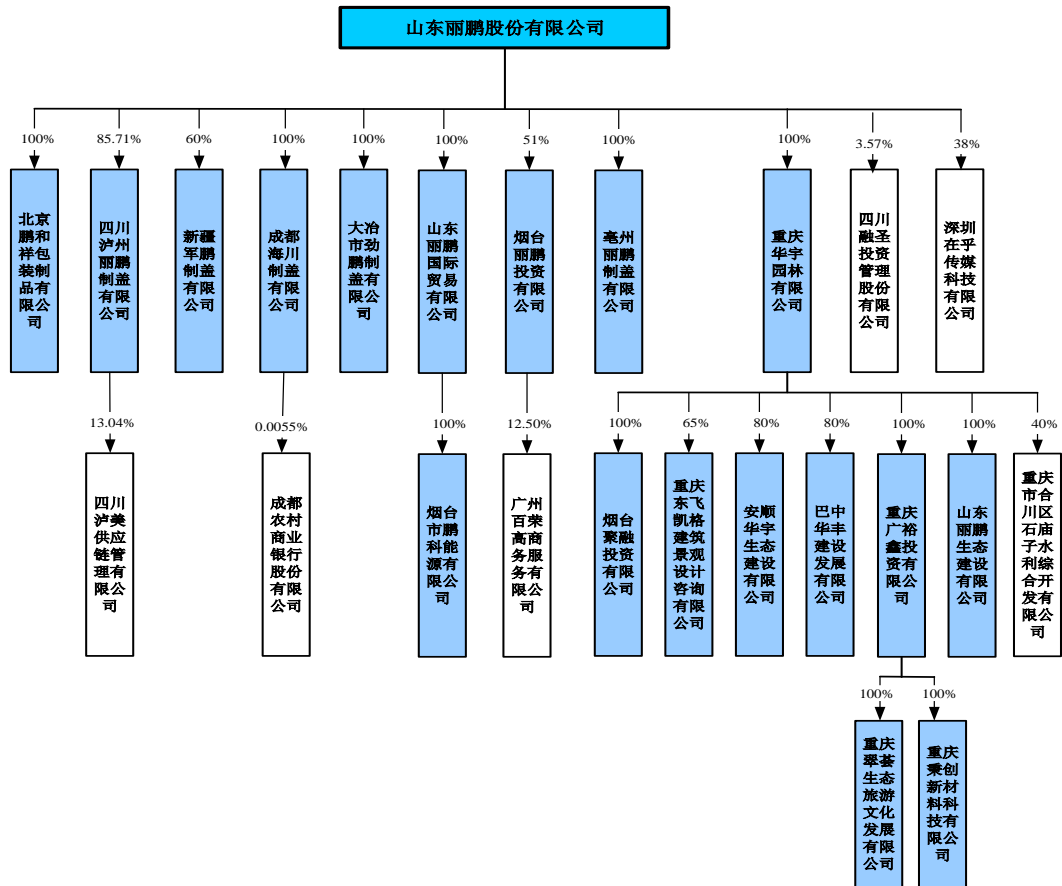 山东丽鹏股份有限公司
100%
85.71%
60%
100%
100%
100%
51%
100%
100%
3.57%
38%
北京鹏和祥包装制品有限公司
四川泸州丽鹏制盖有限公司
新疆军鹏制盖有限公司
成都海川制盖有限公司
大冶市劲鹏制盖有限公司
山东丽鹏国际贸易有限公司
烟台丽鹏投资有限公司
亳州丽鹏制盖有限公司
重庆华宇园林有限公司
四川融圣投资管理股份有限公司
深圳在乎传媒科技有限公司
13.04%
0.0055%
100%
12.50%
100%
65%
80%
80%
100%
100%
40%
四川泸美供应链管理有限公司
成都农村商业银行股份有限公司
烟台市鹏科能源有限公司
广州百荣高商务服务有限公司
烟台聚融投资有限公司
重庆东飞凯格建筑景观设计咨询有限公司
安顺华宇生态建设有限公司
巴中华丰建设发展有限公司
重庆广裕鑫投资有限公司
山东丽鹏生态建设有限公司
重庆市合川区石庙子水利综合开发有限公司
100%
100%
重庆翠荟生态旅游文化发展有限公司
重庆秉创新材料科技有限公司